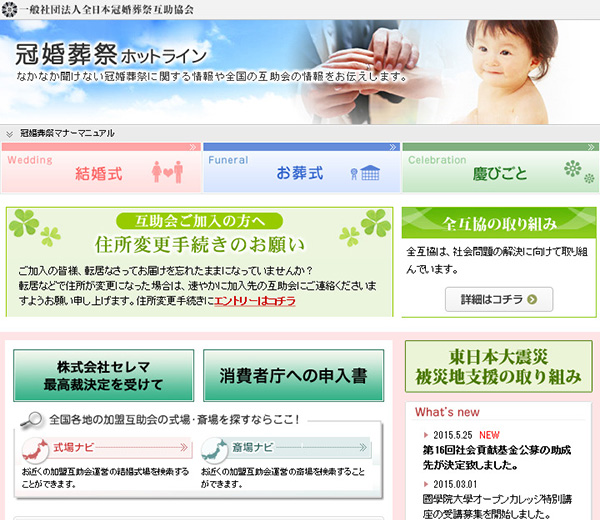 一般社団法人全日本冠婚葬祭互助協会
冠婚葬祭ホットライン
なかなか聞けない冠婚葬祭に関する情報や全国の互助会の情報をお伝えします。
冠婚葬祭マナーマニュアル
Wedding
結婚式
Funeral
お葬式
Celebration
慶びごと
互助会ご加入の方へ
住所変更手続きのお願い
ご加入の皆様、転居なさってお届けを忘れたままになっていませんか？
転居などで住所が変更になった場合は、速やかに加入先の互助会にご連絡くださいま
すようお願い申し上げます。住所変更手続きにエントリーはコチラ
全互協の取り組み
全互協は、社会問題の解決に向けて取り組
んでいます。
詳細はコチラ
株式会社セレマ
最高裁決定を受けて
消費者庁への申入書
全国各地の加盟互助会の式場・斎場を探すならここ！
式場ナビ
お近くの加盟互助会運営の結婚式場を検索する
ことができます。
斎場ナビ
お近くの加盟互助会運営の斎場を検索すること
ができます。
東日本大震災
被災地支援の取り組み
What's new
2015.5.25 NEW
第16回社会貢献基金公募の助成
先が決定致しました。
2015.03.01
國學院大學オープンカレッジ特別講
座の受講募集を開始しました。